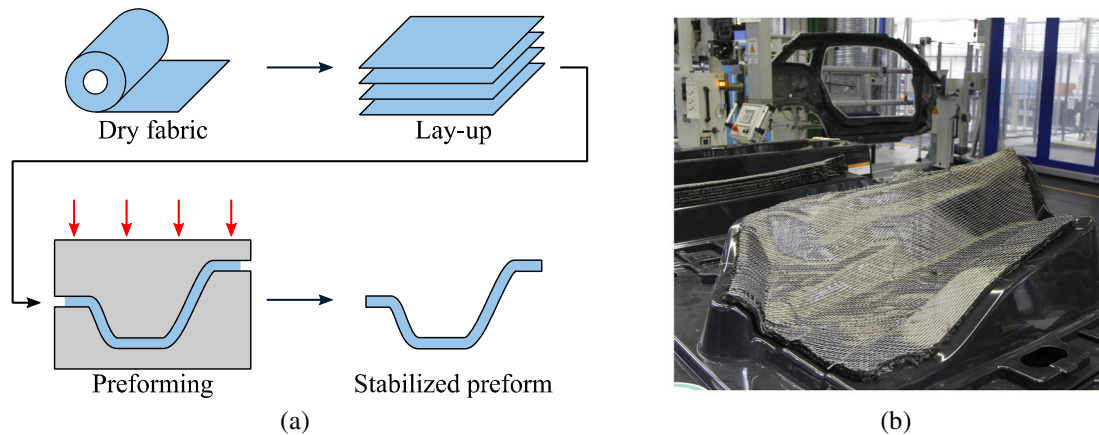 Dry fabric
Lay-up
Preforming
Stabilized preform
(a)
(b)